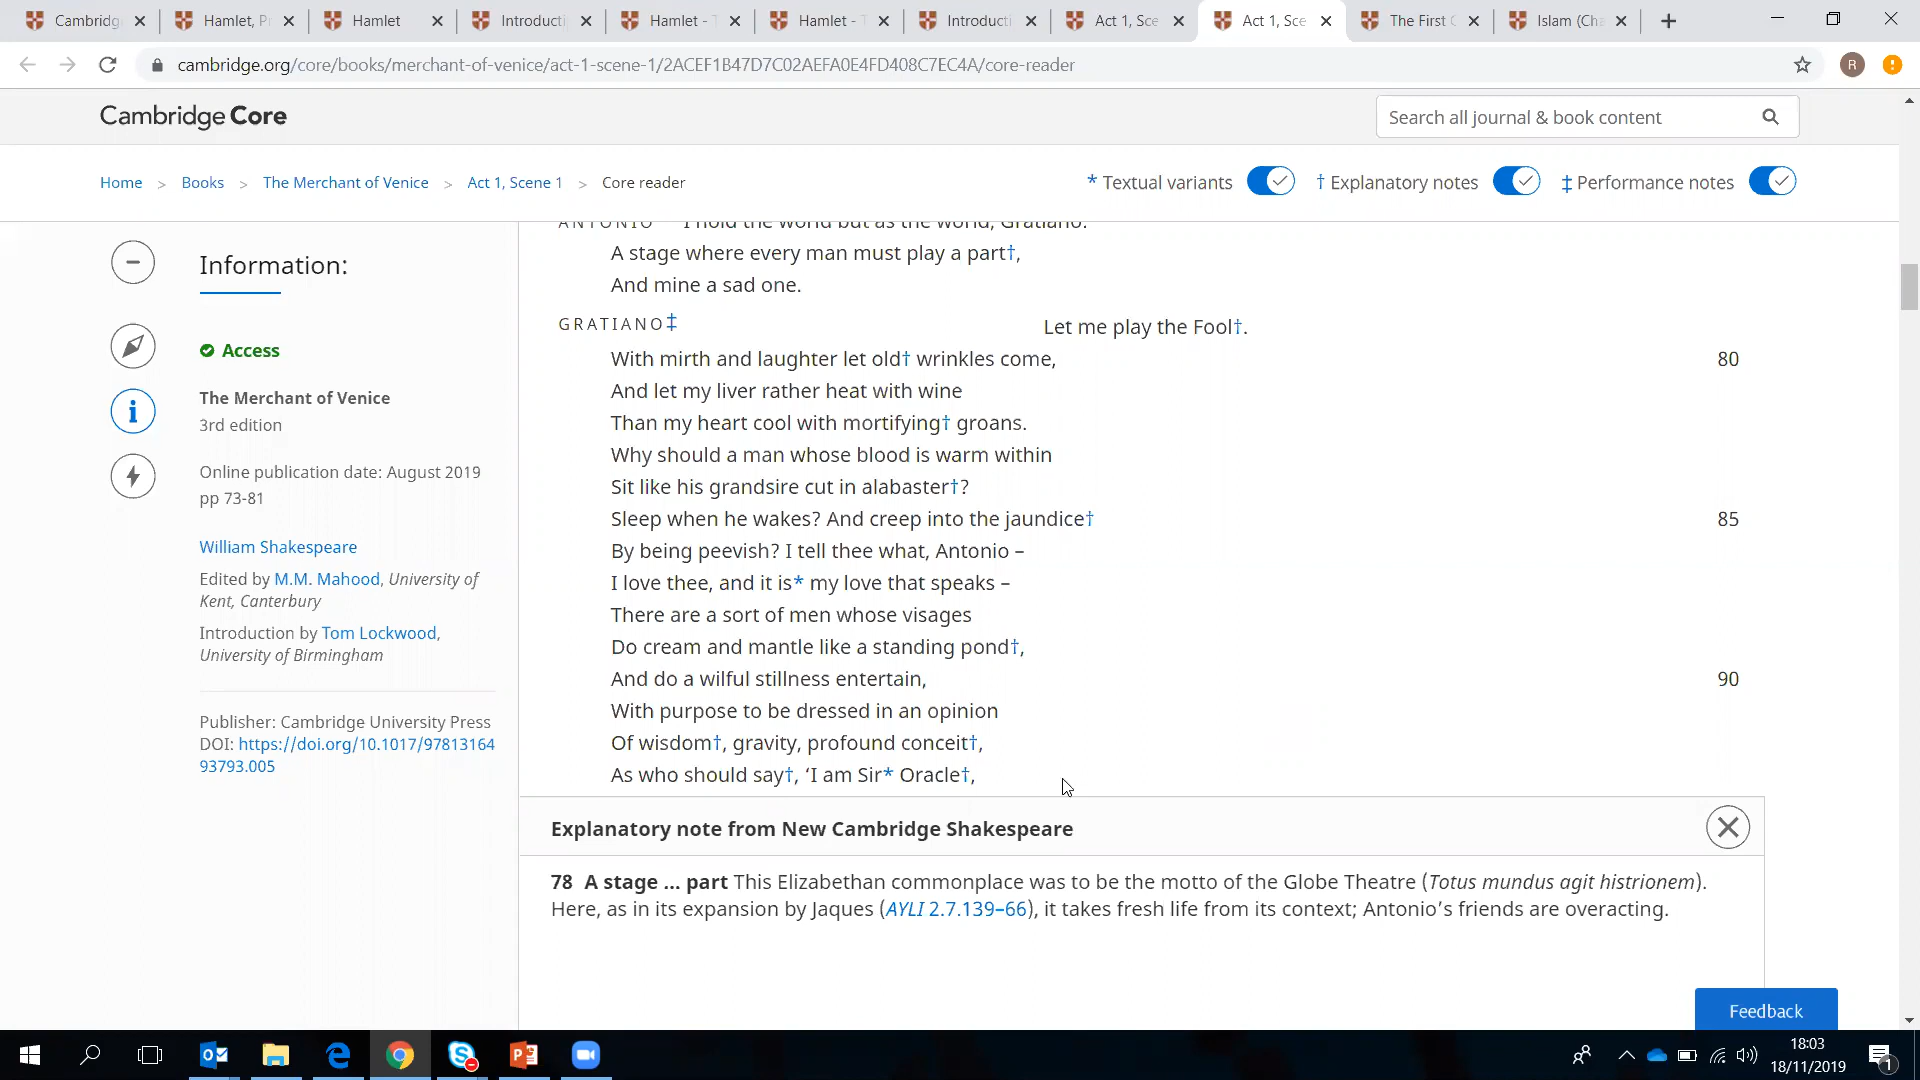 Cambridge
Hamlet, Pr
Hamlet
Introducti
Hamlet - T
Hamlet - T
Introducti
Act 1, Sce
Act 1, Sce
The First
Islam (Cha
cambridge.org/core/books/merchant-of-venice/act-1-scene-1/2ACEF1B47D7C02AEFA0E4FD408C7EC4A/core-reader
R
Cambridge Core
Search all journal & book content
Home > Books > The Merchant of Venice > Act 1, Scene 1 > Core reader
* Textual variants † Explanatory notes ‡ Performance notes
Information:
Access
The Merchant of Venice
3rd edition
Online publication date: August 2019
pp 73-81
William Shakespeare
Edited by M.M. Mahood, University of
Kent, Canterbury
Introduction by Tom Lockwood,
University of Birmingham
Publisher: Cambridge University Press
DOI: https://doi.org/10.1017/97813164
93793.005
ANTONIO I hold the world but as the world, Gratiano:
A stage where every man must play a part†,
And mine a sad one.
GRATIANO‡ Let me play the Fool†.
With mirth and laughter let old† wrinkles come, 80
And let my liver rather heat with wine
Than my heart cool with mortifying† groans.
Why should a man whose blood is warm within
Sit like his grandsire cut in alabaster†?
Sleep when he wakes? And creep into the jaundice† 85
By being peevish? I tell thee what, Antonio –
I love thee, and it is* my love that speaks –
There are a sort of men whose visages
Do cream and mantle like a standing pond†,
And do a wilful stillness entertain, 90
With purpose to be dressed in an opinion
Of wisdom†, gravity, profound conceit†,
As who should say†, ‘I am Sir* Oracle†,
Explanatory note from New Cambridge Shakespeare
78 A stage ... part This Elizabethan commonplace was to be the motto of the Globe Theatre (Totus mundus agit histrionem).
Here, as in its expansion by Jaques (AYLI 2.7.139–66), it takes fresh life from its context; Antonio’s friends are overacting.
Feedback
18:03
18/11/2019
1